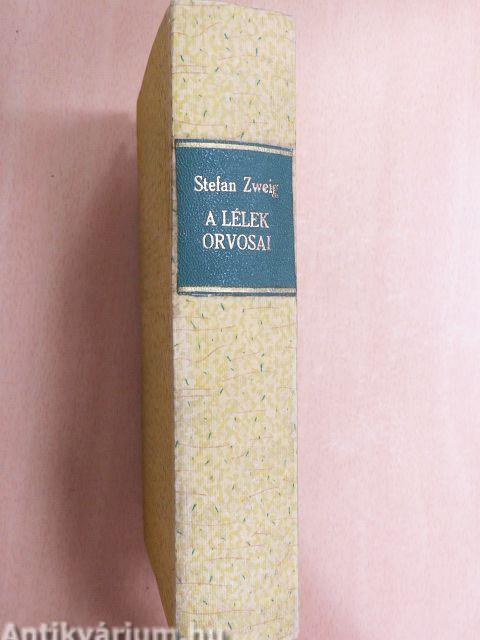 Stefan Zweig
A LÉLEK
ORVOSAI
Antikvárium.hu